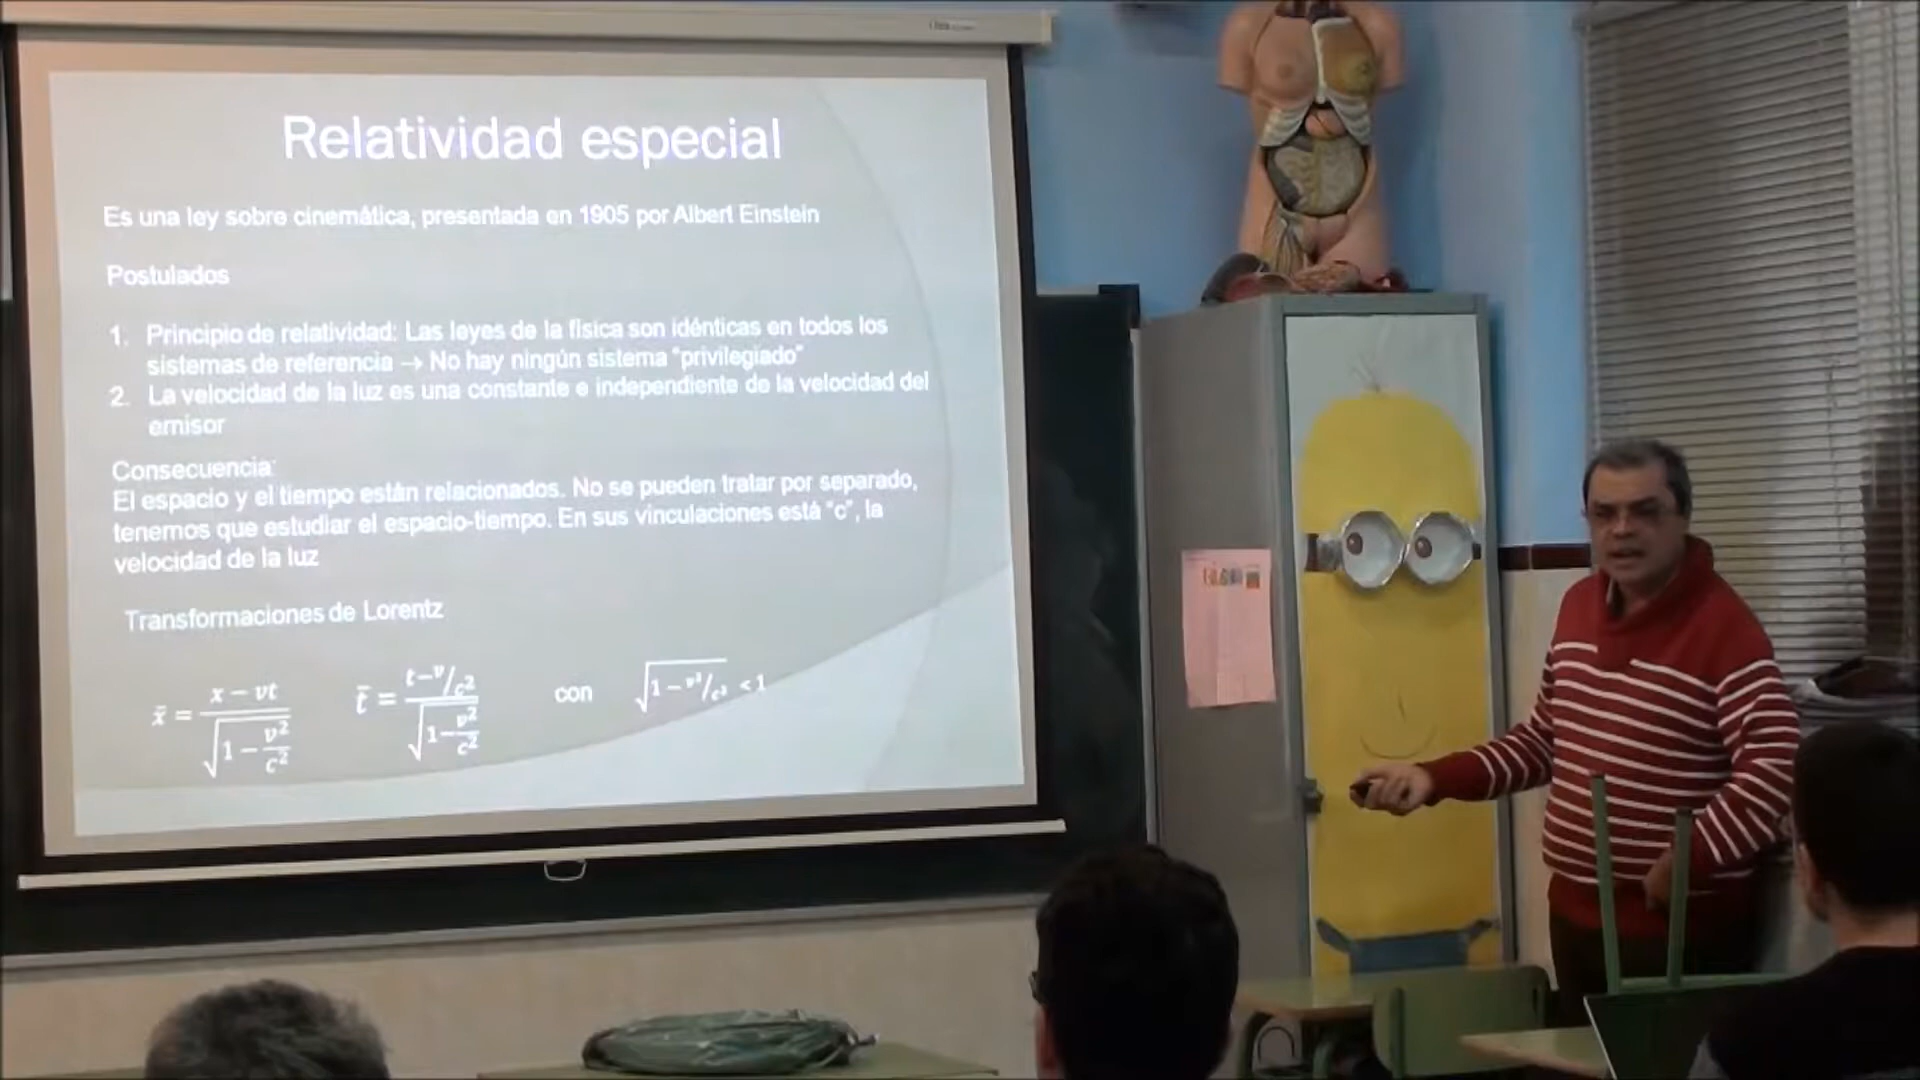 Relatividad especial
Es una ley sobre cinemática, presentada en 1905 por Albert Einstein
Postulados
1. Principio de relatividad: Las leyes de la física son idénticas en todos los
sistemas de referencia → No hay ningún sistema "privilegiado"
2. La velocidad de la luz es una constante e independiente de la velocidad del
emisor
Consecuencia:
El espacio y el tiempo están relacionados. No se pueden tratar por separado,
tenemos que estudiar el espacio-tiempo. En sus vinculaciones está "c", la
velocidad de la luz
Transformaciones de Lorentz
x̄ = (x − vt)/√(1 − v²/c²) t̄ = (t−v/c²)/√(1−v²/c²) con √(1−v²/c²) < 1